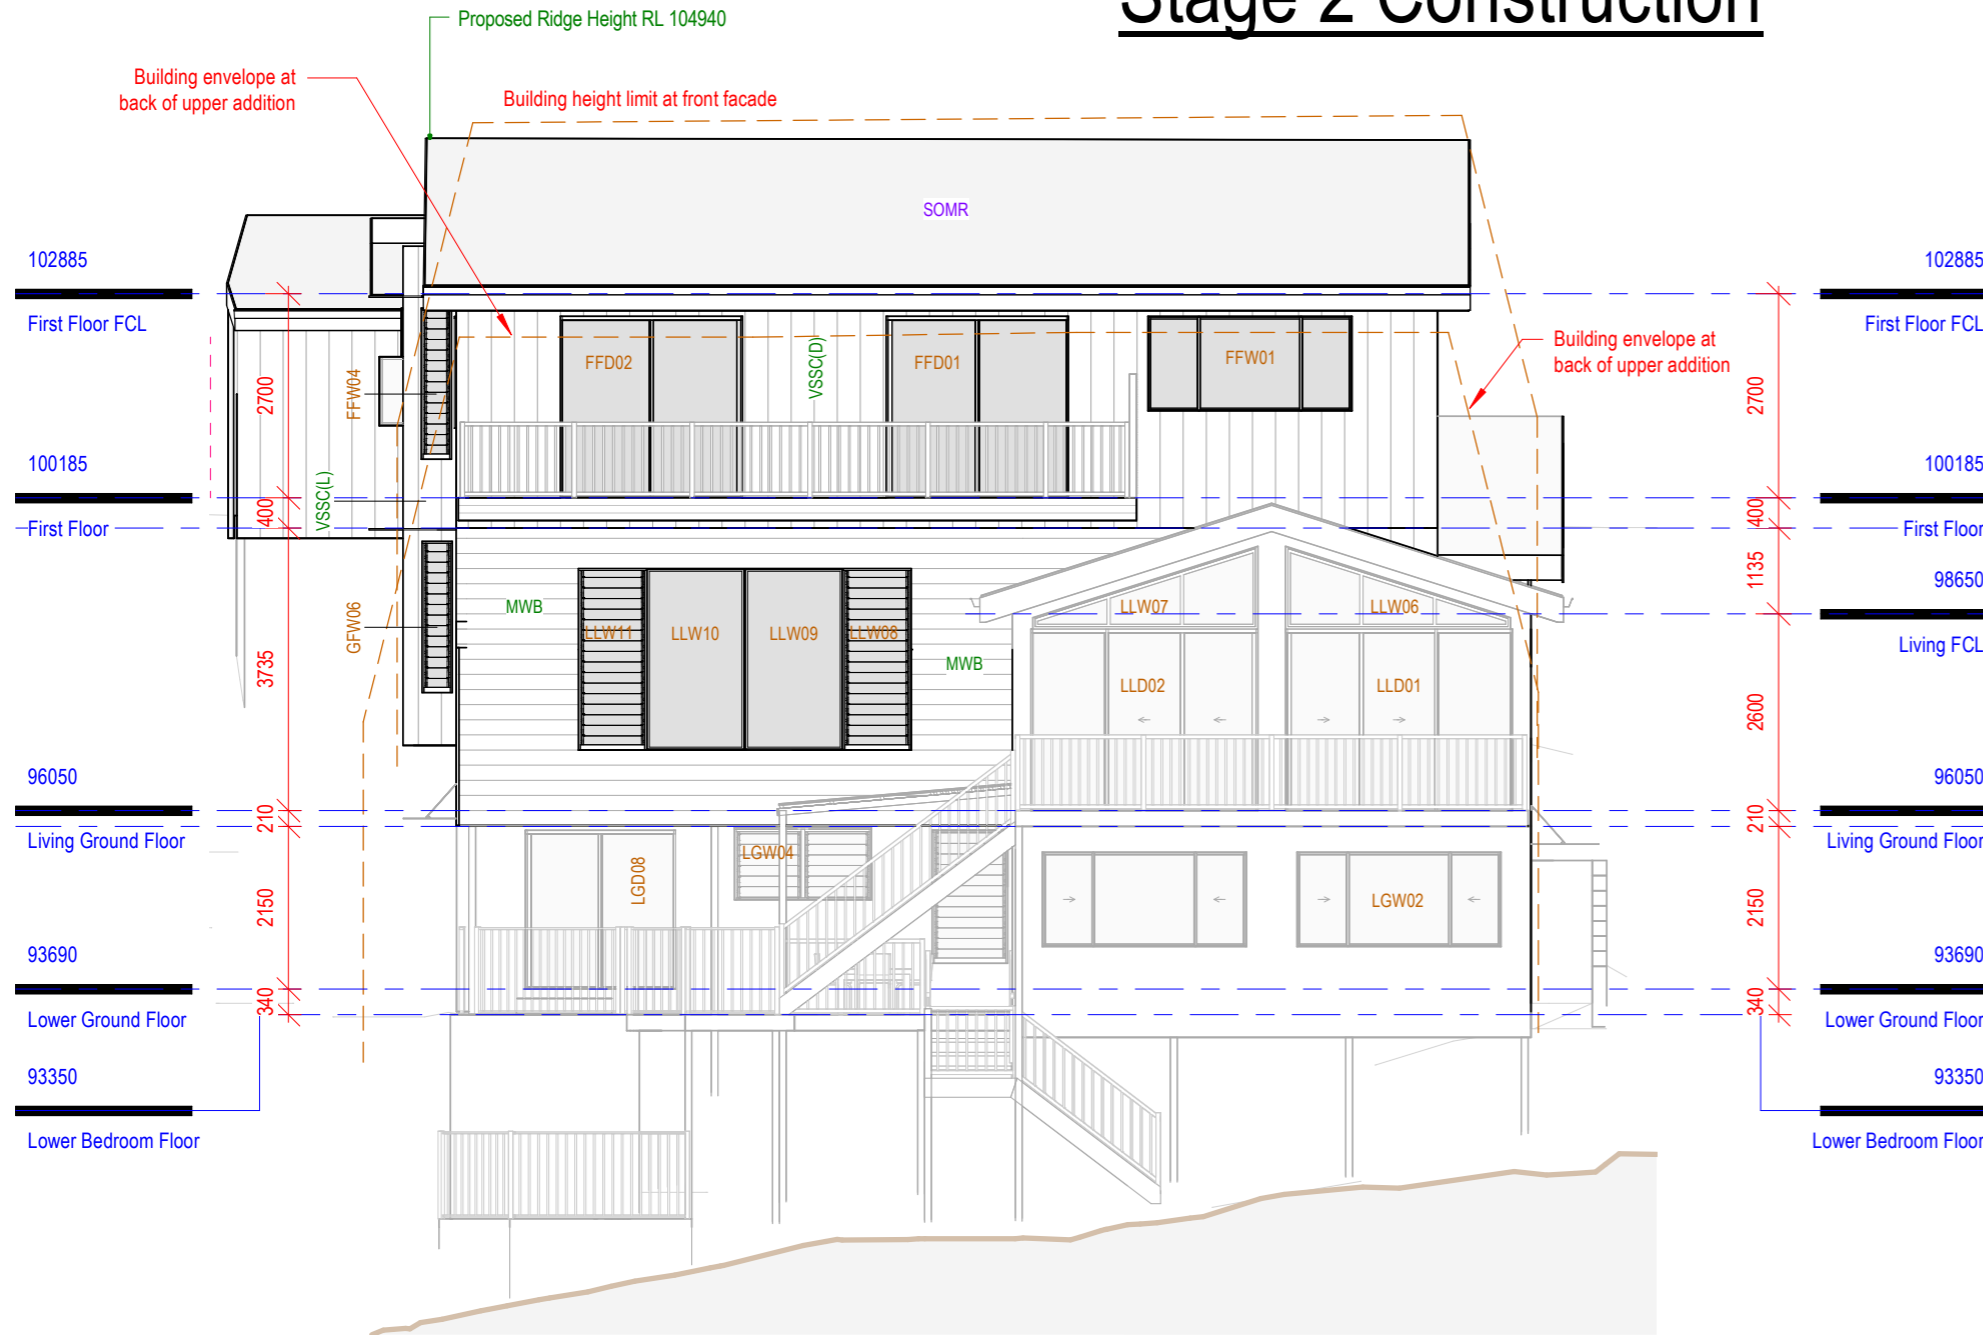 Stage 2 Construction
Proposed Ridge Height RL 104940
Building envelope at
back of upper addition
Building height limit at front facade
SOMR
102885
First Floor FCL
102885
First Floor FCL
FFD02
VSSC(D)
FFD01
FFW01
Building envelope at
back of upper addition
FFW04
2700
2700
100185
First Floor
100185
First Floor
VSSC(L)
400
400
1135
98650
Living FCL
MWB
LLW11
LLW10
LLW09
LLW08
LLW07
LLW06
GFW06
3735
MWB
LLD02
LLD01
2600
96050
Living Ground Floor
96050
Living Ground Floor
210
210
LGD08
LGW04
LGW02
2150
2150
93690
Lower Ground Floor
93690
Lower Ground Floor
340
340
93350
Lower Bedroom Floor
93350
Lower Bedroom Floor